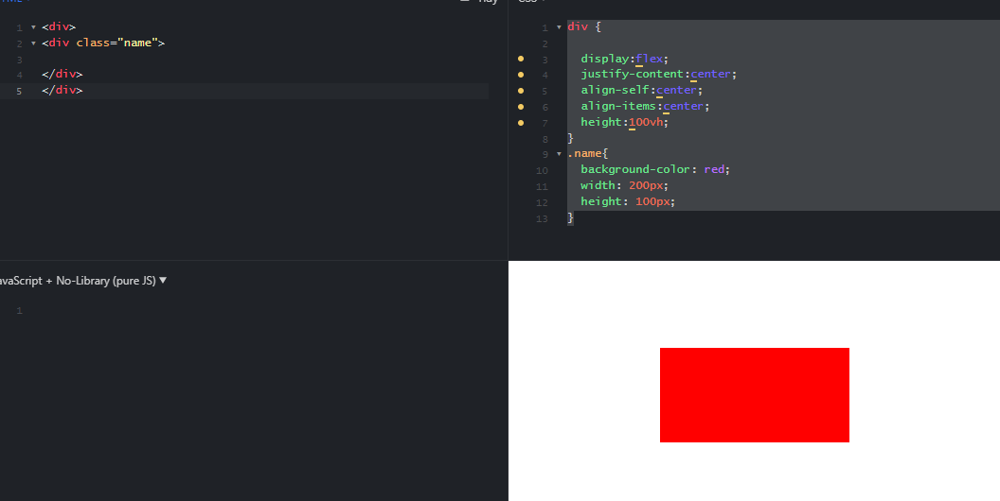 1 <div>
2 <div class="name">
3
4 </div>
5 </div>
1 div {
2
3 display:flex;
4 justify-content:center;
5 align-self:center;
6 align-items:center;
7 height:100vh;
8 }
9 .name{
10 background-color: red;
11 width: 200px;
12 height: 100px;
13 }
avaScript + No-Library (pure JS) ▼
1